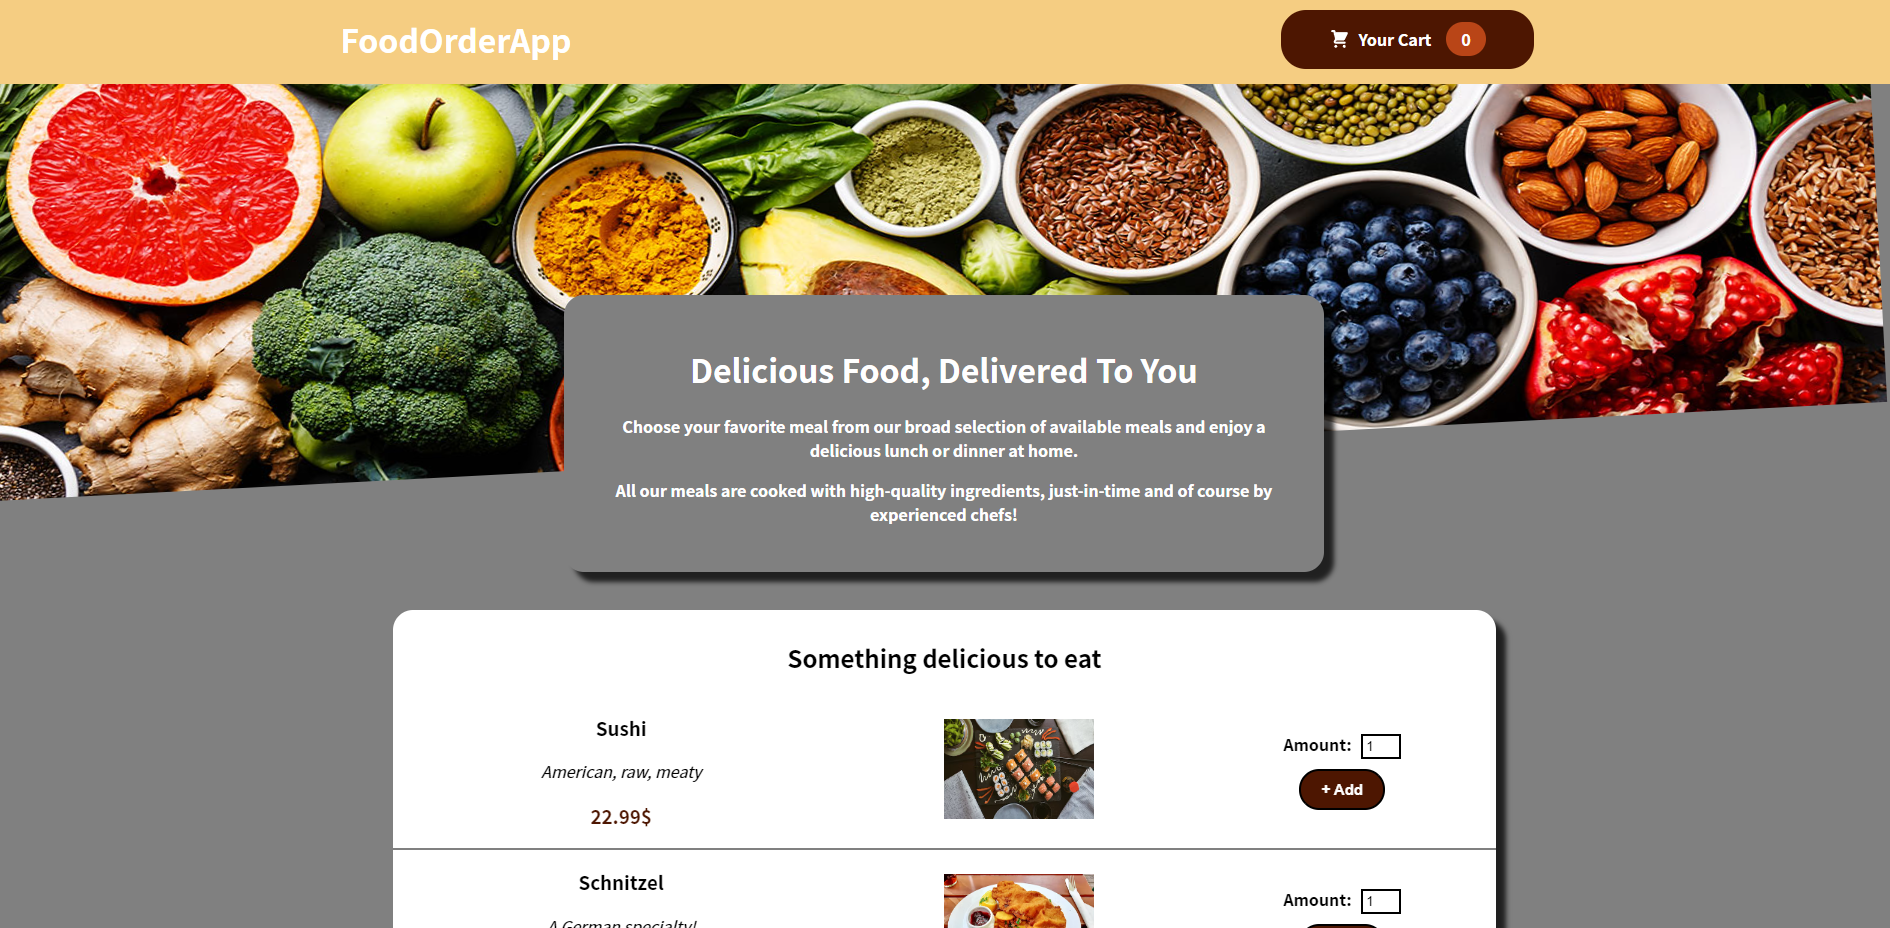 FoodOrderApp
Your Cart 0
Delicious Food, Delivered To You
Choose your favorite meal from our broad selection of available meals and enjoy a
delicious lunch or dinner at home.
All our meals are cooked with high-quality ingredients, just-in-time and of course by
experienced chefs!
Something delicious to eat
Sushi
American, raw, meaty
22.99$
Amount: 1
+ Add
Schnitzel
A German specialty!
Amount: 1